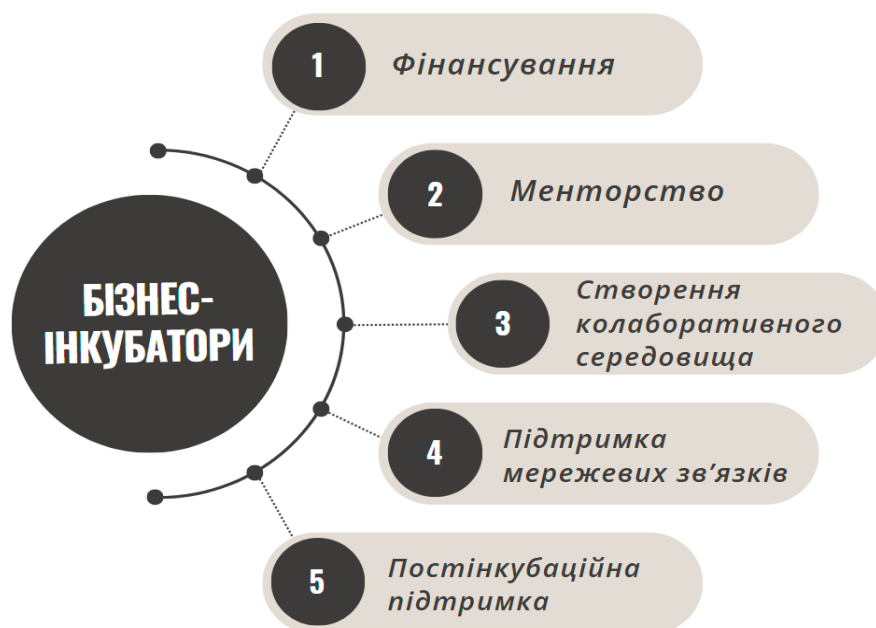 БІЗНЕС-
ІНКУБАТОРИ
1
Фінансування
2
Менторство
3
Створення
колаборативного
середовища
4
Підтримка
мережевих зв’язків
5
Постінкубаційна
підтримка